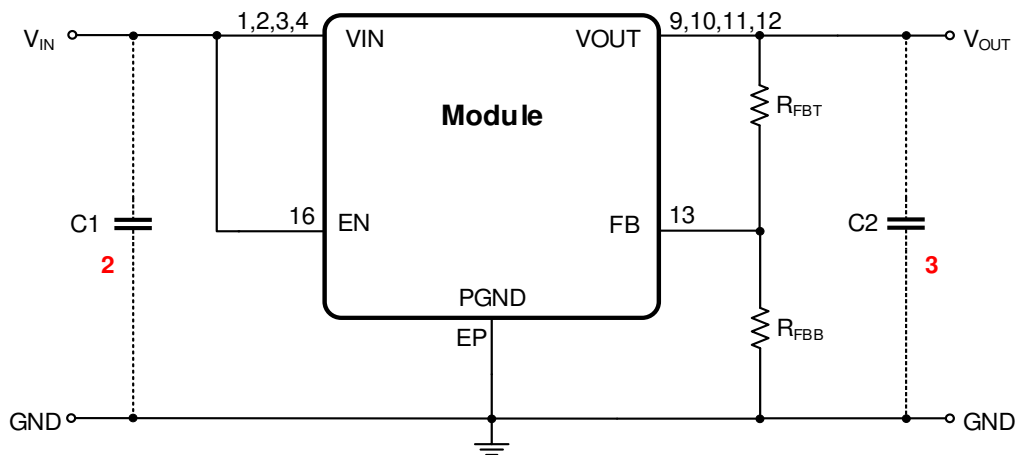 1,2,3,4
9,10,11,12
VIN
VIN
VOUT
VOUT
Module
RFBT
16
EN
FB
13
C1
C2
2
3
PGND
EP
RFBB
GND
GND